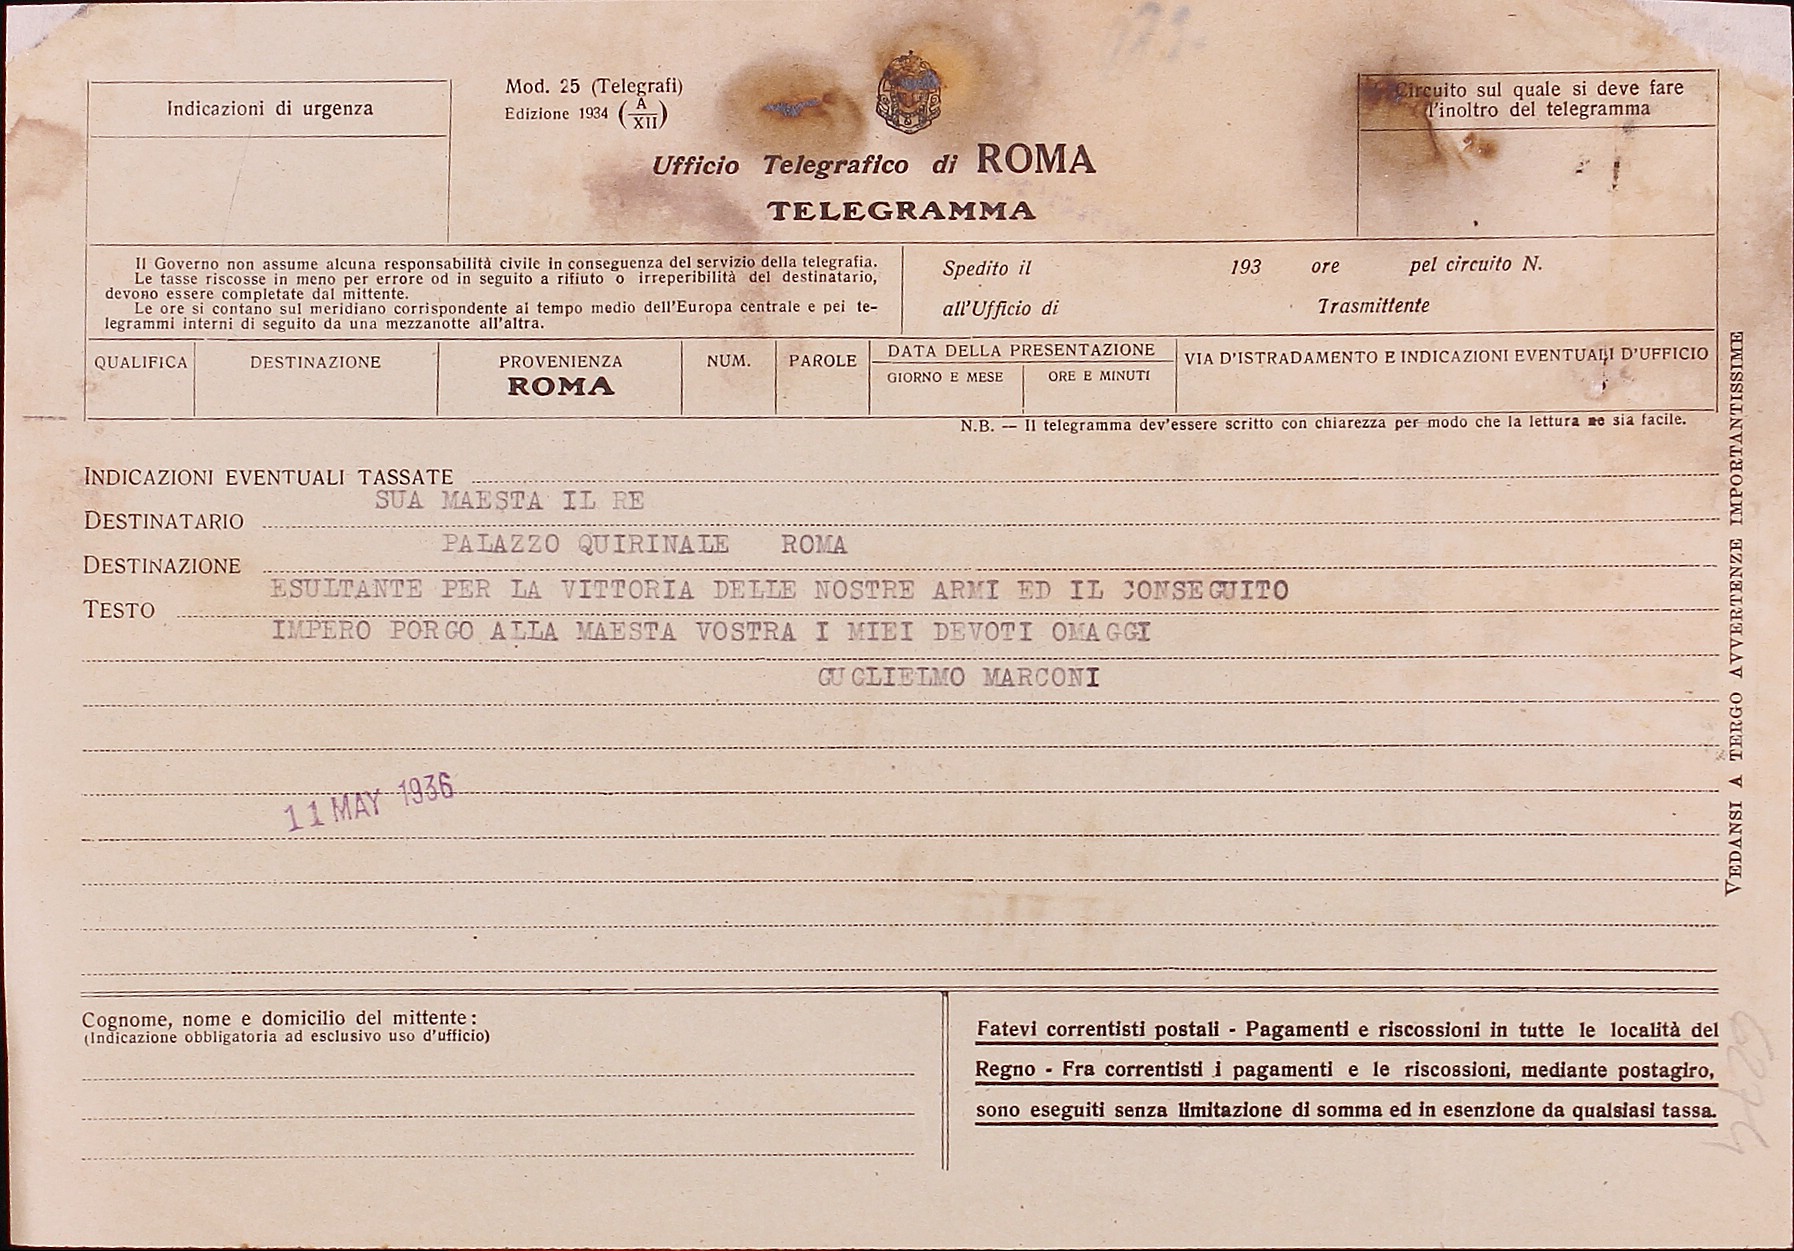 Indicazioni di urgenza
Mod. 25 (Telegrafi)
Edizione 1934 (A/XII)
Ufficio Telegrafico di ROMA
TELEGRAMMA
Circuito sul quale si deve fare
l'inoltro del telegramma
Il Governo non assume alcuna responsabilità civile in conseguenza del servizio della telegrafia.
Le tasse riscosse in meno per errore od in seguito a rifiuto o irreperibilità del destinatario,
devono essere completate dal mittente.
Le ore si contano sul meridiano corrispondente al tempo medio dell'Europa centrale e pei te-
legrammi interni di seguito da una mezzanotte all'altra.
Spedito il 193 ore pel circuito N.
all'Ufficio di Trasmittente
QUALIFICA
DESTINAZIONE
PROVENIENZA
ROMA
NUM.
PAROLE
DATA DELLA PRESENTAZIONE
GIORNO E MESE
ORE E MINUTI
VIA D'ISTRADAMENTO E INDICAZIONI EVENTUALI D'UFFICIO
N.B. — Il telegramma dev'essere scritto con chiarezza per modo che la lettura ne sia facile.
INDICAZIONI EVENTUALI TASSATE
SUA MAESTA IL RE
DESTINATARIO
PALAZZO QUIRINALE ROMA
DESTINAZIONE
ESULTANTE PER LA VITTORIA DELLE NOSTRE ARMI ED IL CONSEGUITO
TESTO
IMPERO PORGO ALLA MAESTA VOSTRA I MIEI DEVOTI OMAGGI
GUGLIELMO MARCONI
11 MAY 1936
VEDANSI A TERGO AVVERTENZE IMPORTANTISSIME
Cognome, nome e domicilio del mittente:
(Indicazione obbligatoria ad esclusivo uso d'ufficio)
Fatevi correntisti postali - Pagamenti e riscossioni in tutte le località del
Regno - Fra correntisti i pagamenti e le riscossioni, mediante postagiro,
sono eseguiti senza limitazione di somma ed in esenzione da qualsiasi tassa.